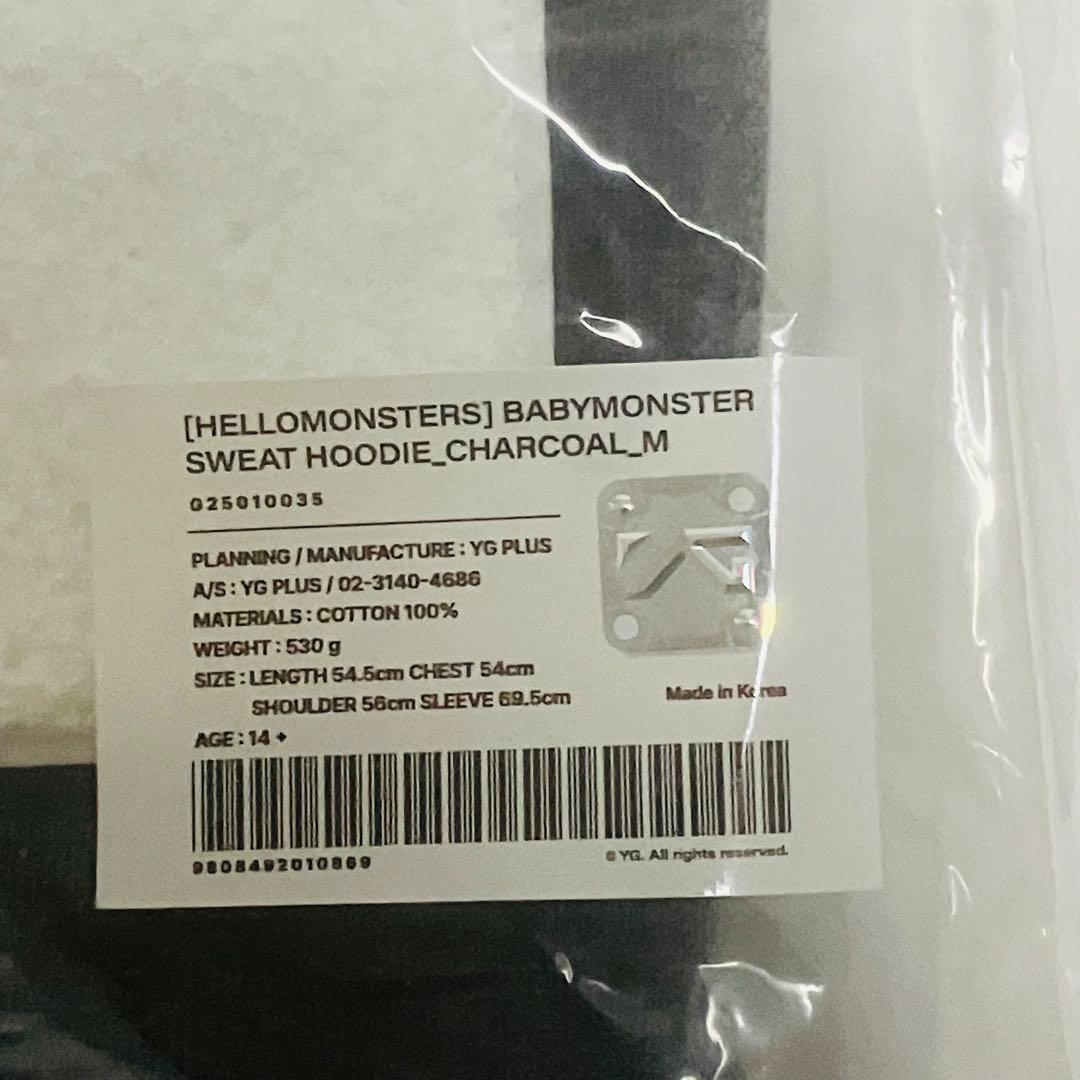 [HELLOMONSTERS] BABYMONSTER
SWEAT HOODIE_CHARCOAL_M
G25010035
PLANNING / MANUFACTURE : YG PLUS
A/S : YG PLUS / 02-3140-4686
MATERIALS : COTTON 100%
WEIGHT : 530 g
SIZE : LENGTH 54.5cm CHEST 54cm
SHOULDER 56cm SLEEVE 69.5cm
Made in Korea
AGE : 14 +
9808492010869
© YG. All rights reserved.